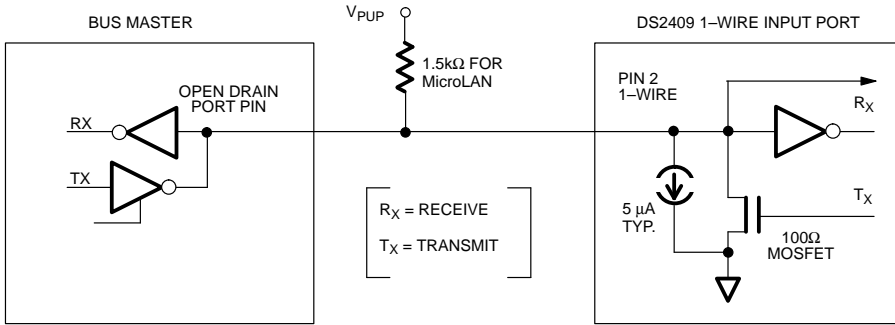 BUS MASTER
V_PUP
DS2409 1–WIRE INPUT PORT
1.5kΩ FOR
MicroLAN
OPEN DRAIN
PORT PIN
RX
TX
PIN 2
1–WIRE
R_X
R_X = RECEIVE
T_X = TRANSMIT
5 µA
TYP.
T_X
100Ω
MOSFET